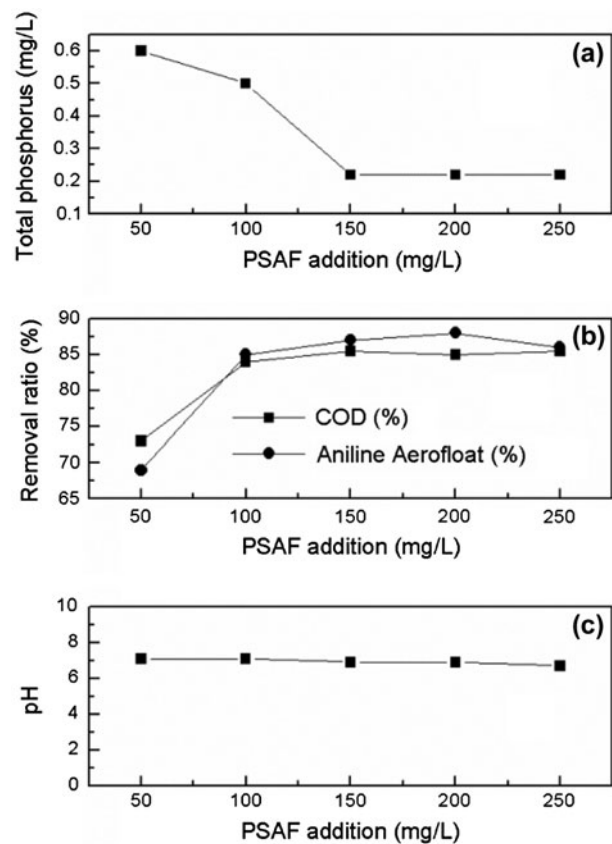 (a)
Total phosphorus (mg/L)
0.6
0.5
0.4
0.3
0.2
0.1
50 100 150 200 250
PSAF addition (mg/L)
(b)
Removal ratio (%)
90
85
75
70
65
COD (%)
Aniline Aerofloat (%)
50 100 150 200 250
PSAF addition (mg/L)
(c)
pH
10
8
6
4
2
0
50 100 150 200 250
PSAF addition (mg/L)